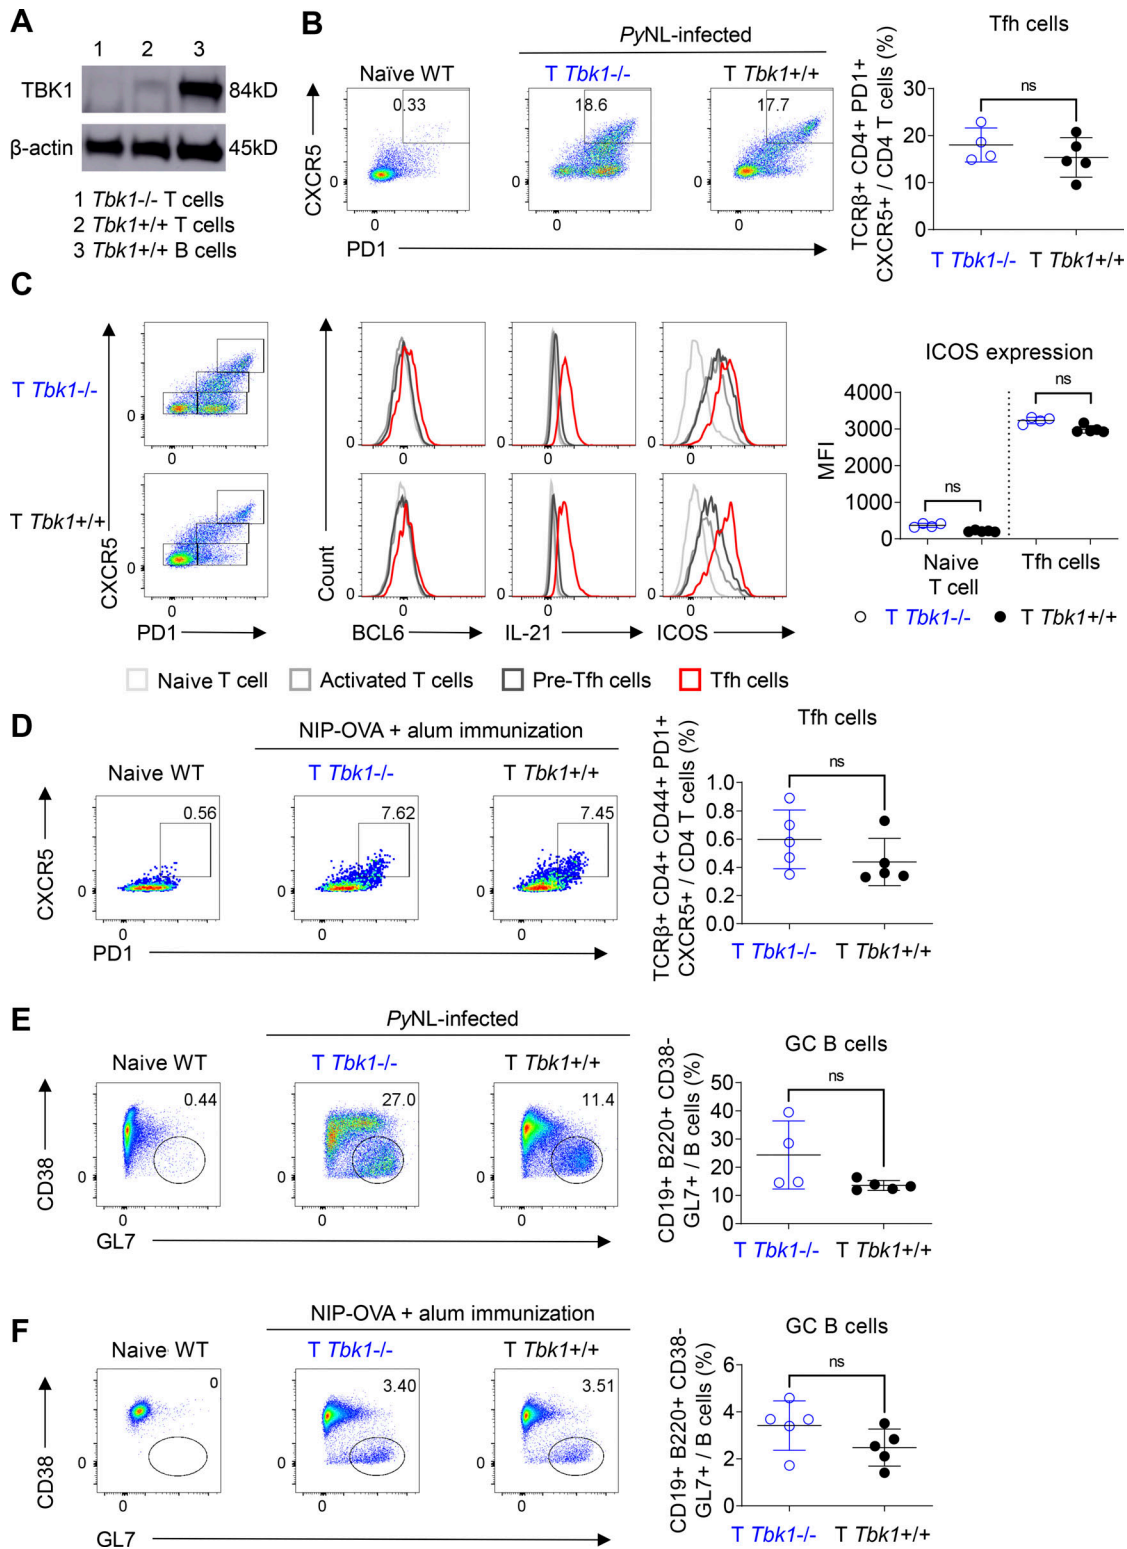 A
1 2 3
TBK1 84kD
β-actin 45kD
1 Tbk1-/- T cells
2 Tbk1+/+ T cells
3 Tbk1+/+ B cells
B
PyNL-infected
Naïve WT T Tbk1-/- T Tbk1+/+
0.33 18.6 17.7
CXCR5
0 0 0
0 0 0
PD1
Tfh cells
TCRβ+ CD4+ PD1+
CXCR5+ / CD4 T cells (%)
ns
30
20
10
0
T Tbk1-/- T Tbk1+/+
C
T Tbk1-/-
T Tbk1+/+
CXCR5
0
0
0
0
PD1
Count
0 0 0
0 0 0
0 0 0
0 0 0
BCL6 IL-21 ICOS
ICOS expression
ns
ns
MFI
4000
3000
2000
1000
0
Naive
T cell
Tfh cells
T Tbk1-/- T Tbk1+/+
Naive T cell Activated T cells Pre-Tfh cells Tfh cells
D
NIP-OVA + alum immunization
Naive WT T Tbk1-/- T Tbk1+/+
0.56 7.62 7.45
CXCR5
0 0 0
0 0 0
PD1
Tfh cells
TCRβ+ CD4+ CD44+ PD1+
CXCR5+ / CD4 T cells (%)
ns
1.0
0.8
0.6
0.4
0.2
0.0
T Tbk1-/- T Tbk1+/+
E
PyNL-infected
Naive WT T Tbk1-/- T Tbk1+/+
0.44 27.0 11.4
CD38
0 0 0
0 0 0
GL7
GC B cells
CD19+ B220+ CD38-
GL7+ / B cells (%)
ns
50
40
30
20
10
0
T Tbk1-/- T Tbk1+/+
F
NIP-OVA + alum immunization
Naive WT T Tbk1-/- T Tbk1+/+
0 3.40 3.51
CD38
0 0 0
0 0 0
GL7
GC B cells
CD19+ B220+ CD38-
GL7+ / B cells (%)
ns
6
4
2
0
T Tbk1-/- T Tbk1+/+